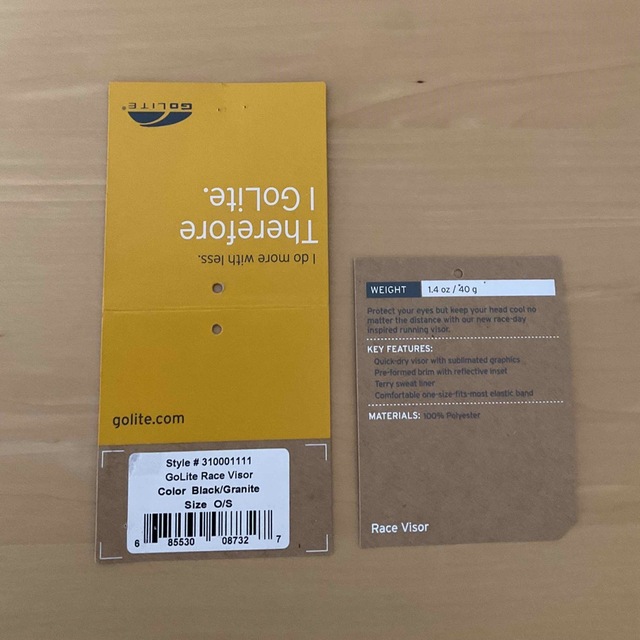 GOLITE®
I do more with less.
Therefore
I GoLite.
golite.com
Style # 310001111
GoLite Race Visor
Color Black/Granite
Size O/S
6 85530 08732 7
WEIGHT 1.4 oz / 40 g
Protect your eyes but keep your head cool no
matter the distance with our new race-day
inspired running visor.
KEY FEATURES:
Quick-dry visor with sublimated graphics
Pre-formed brim with reflective inset
Terry sweat liner
Comfortable one-size-fits-most elastic band
MATERIALS: 100% Polyester
Race Visor